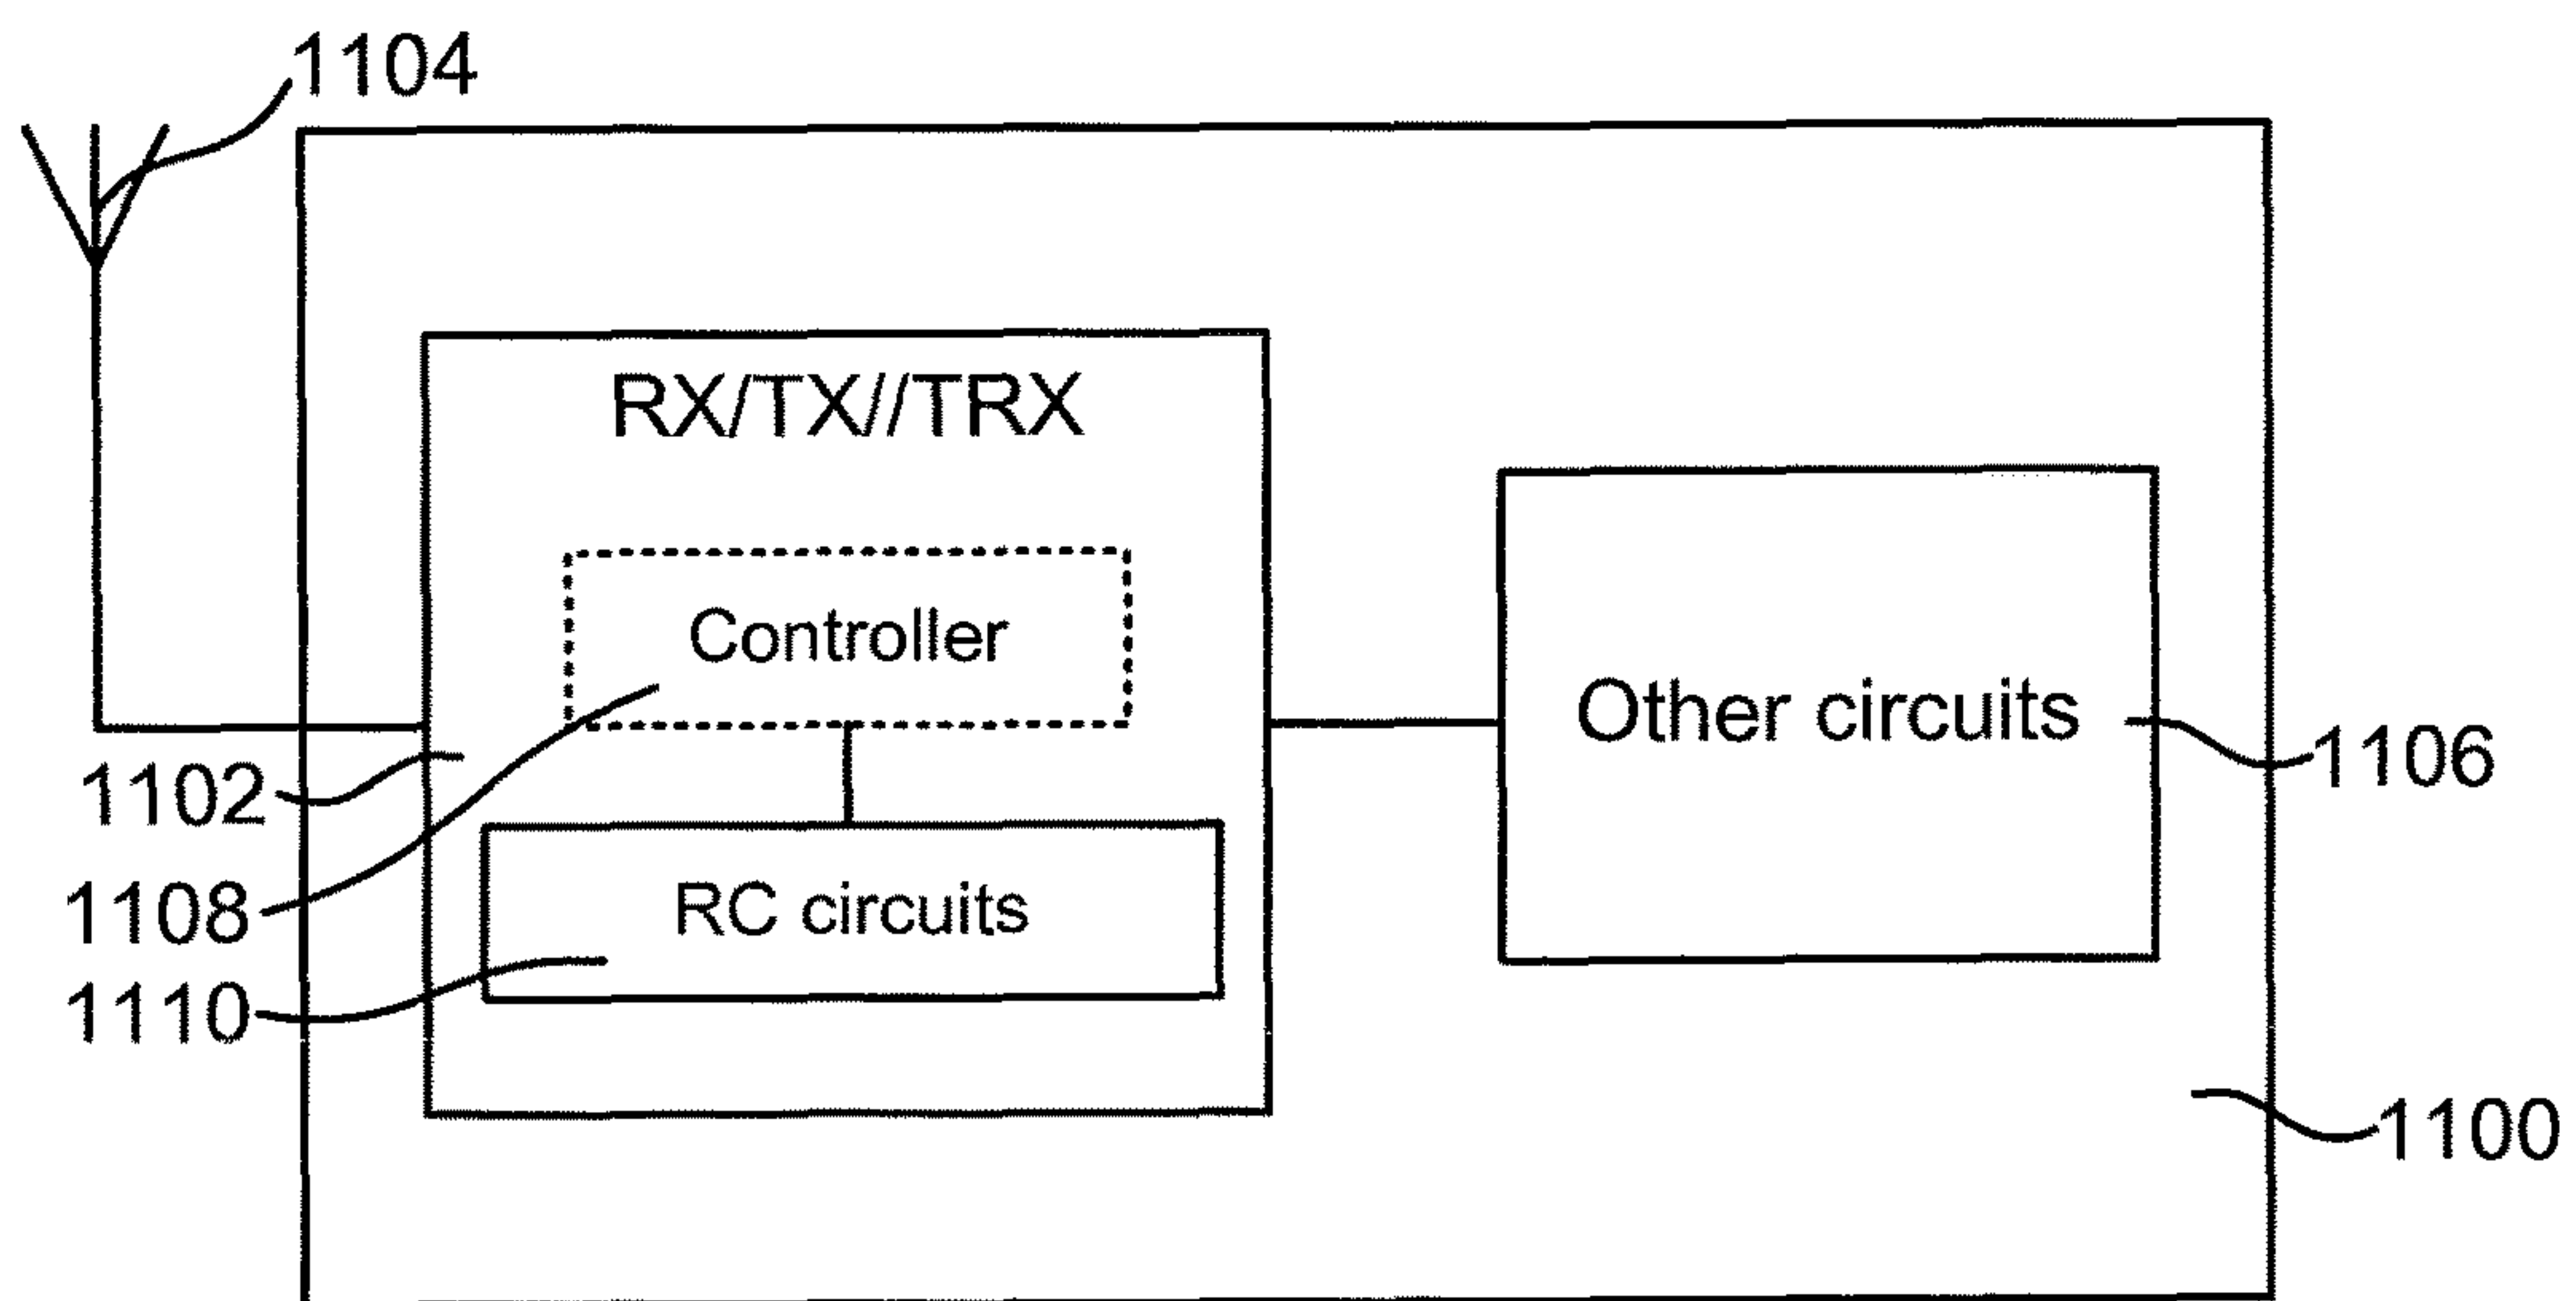 1104
RX/TX//TRX
Controller
Other circuits
1102
1106
1108
RC circuits
1110
1100